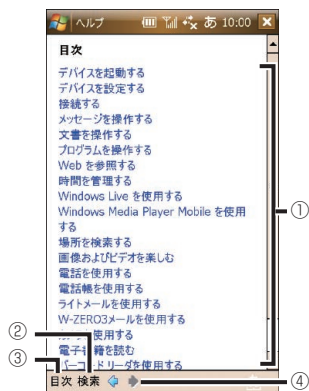 ヘルプ あ 10:00
目次
デバイスを起動する
デバイスを設定する
接続する
メッセージを操作する
文書を操作する
プログラムを操作する
Web を参照する
時間を管理する
Windows Live を使用する
Windows Media Player Mobile を使用
する
場所を検索する
画像およびビデオを楽しむ
電話を使用する
電話帳を使用する
ライトメールを使用する
W-ZERO3メールを使用する
使用する
電子書籍を読む
バーコードリーダを使用する
目次 検索
①
②
③
④